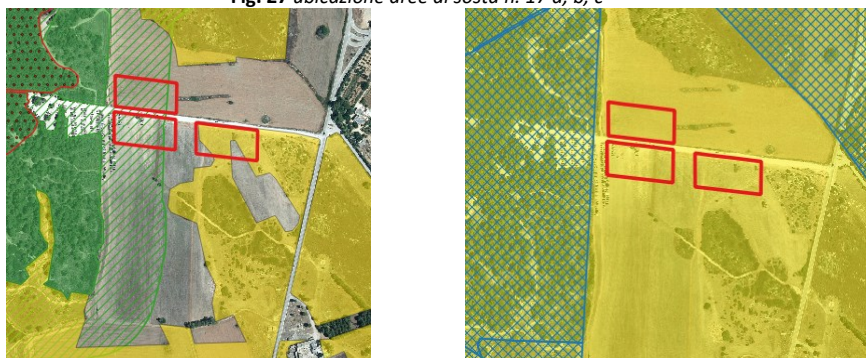 Fig. 27 ubicazione aree di sosta n. 17 a, b, c